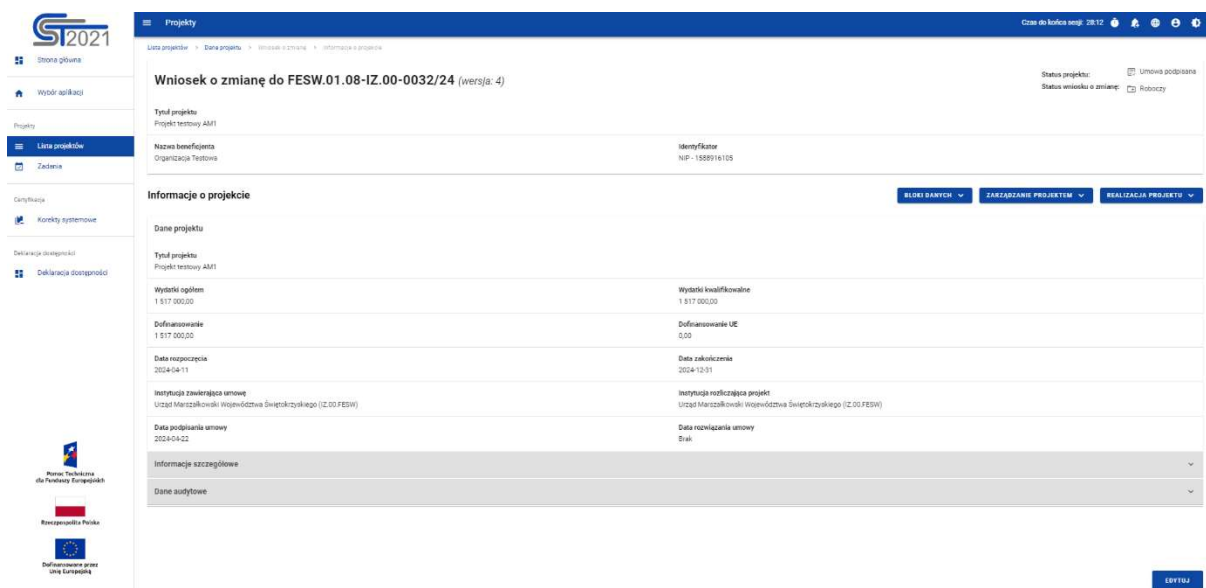 CST2021
Strona główna
Wybór aplikacji
Projekty
Lista projektów
Zadania
Certyfikacja
Korekty systemowe
Deklaracja dostępności
Deklaracja dostępności
Pomoc Techniczna
dla Funduszy Europejskich
Rzeczpospolita Polska
Dofinansowane przez
Unię Europejską
Projekty
Czas do końca sesji: 28:12
Lista projektów > Dane projektu > Wniosek o zmianę > Informacje o projekcie
Wniosek o zmianę do FESW.01.08-IZ.00-0032/24 (wersja: 4)
Status projektu: Umowa podpisana
Status wniosku o zmianę: Roboczy
Tytuł projektu
Projekt testowy AM1
Nazwa beneficjenta Identyfikator
Organizacja Testowa NIP - 1588916105
Informacje o projekcie
BLOKI DANYCH ZARZĄDZANIE PROJEKTEM REALIZACJA PROJEKTU
Dane projektu
Tytuł projektu
Projekt testowy AM1
Wydatki ogółem Wydatki kwalifikowalne
1 517 000,00 1 517 000,00
Dofinansowanie Dofinansowanie UE
1 517 000,00 0,00
Data rozpoczęcia Data zakończenia
2024-04-11 2024-12-31
Instytucja zawierająca umowę Instytucja rozliczająca projekt
Urząd Marszałkowski Województwa Świętokrzyskiego (IZ.00.FESW) Urząd Marszałkowski Województwa Świętokrzyskiego (IZ.00.FESW)
Data podpisania umowy Data rozwiązania umowy
2024-04-22 Brak
Informacje szczegółowe
Dane audytowe
EDYTUJ